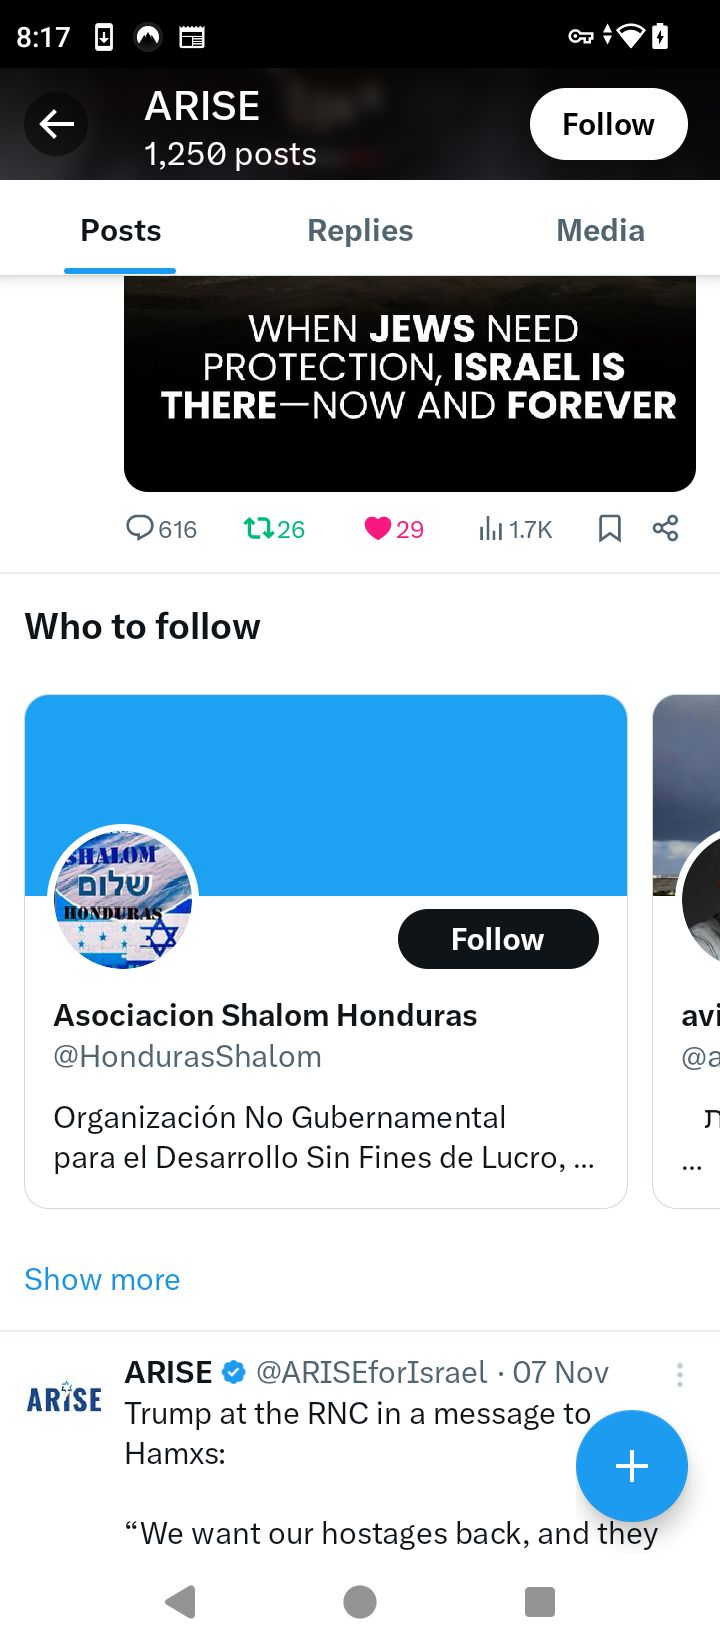 8:17
ARISE
1,250 posts
Follow
Posts
Replies
Media
WHEN JEWS NEED
PROTECTION, ISRAEL IS
THERE—NOW AND FOREVER
616
26
29
1.7K
Who to follow
SHALOM
שלום
HONDURAS
Follow
Asociacion Shalom Honduras
@HondurasShalom
Organización No Gubernamental
para el Desarrollo Sin Fines de Lucro, ...
avi
@a
ת
...
Show more
ARISE
ARISE @ARISEforIsrael · 07 Nov
Trump at the RNC in a message to
Hamxs:
“We want our hostages back, and they